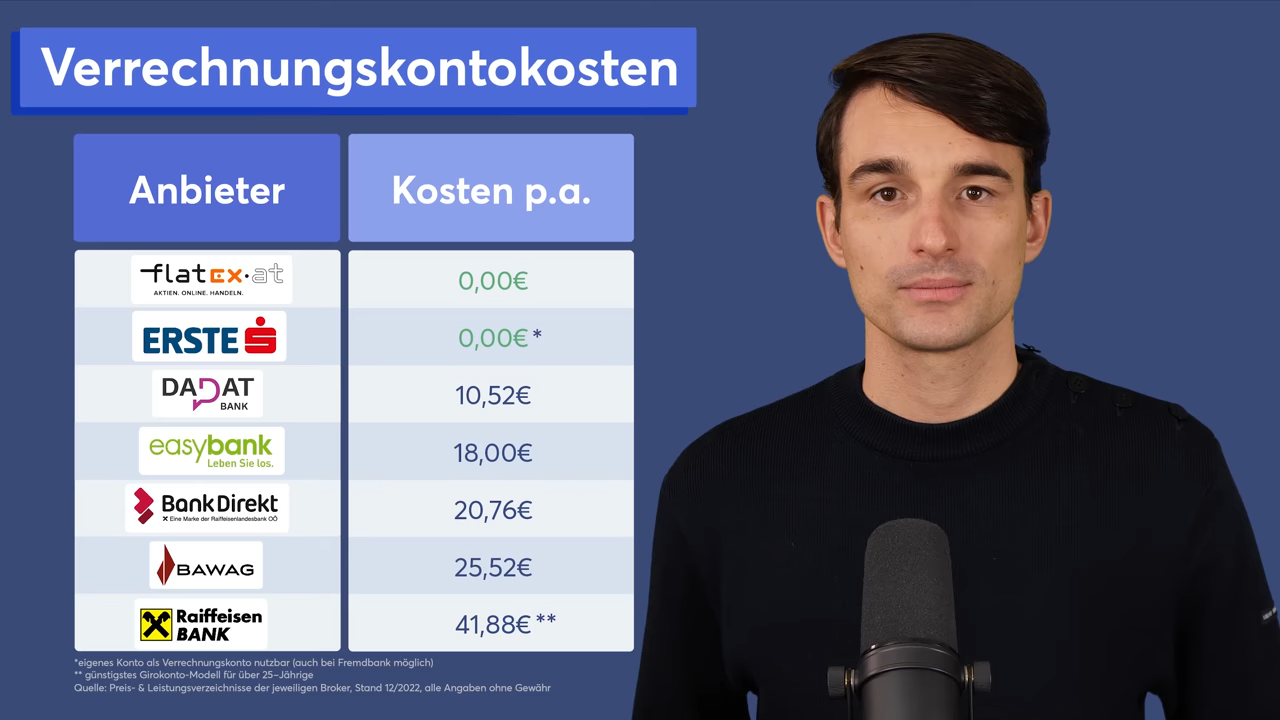 Verrechnungskontokosten
Anbieter Kosten p.a.
flatex·at
AKTIEN. ONLINE. HANDELN.
0,00€
ERSTE
0,00€ *
DADAT
BANK
10,52€
easybank
Leben Sie los.
18,00€
BankDirekt
Eine Marke der Raiffeisenlandesbank OÖ
20,76€
BAWAG
25,52€
Raiffeisen
BANK
41,88€ **
*eigenes Konto als Verrechnungskonto nutzbar (auch bei Fremdbank möglich)
** günstigstes Girokonto-Modell für über 25-Jährige
Quelle: Preis- & Leistungsverzeichnisse der jeweiligen Broker, Stand 12/2022, alle Angaben ohne Gewähr